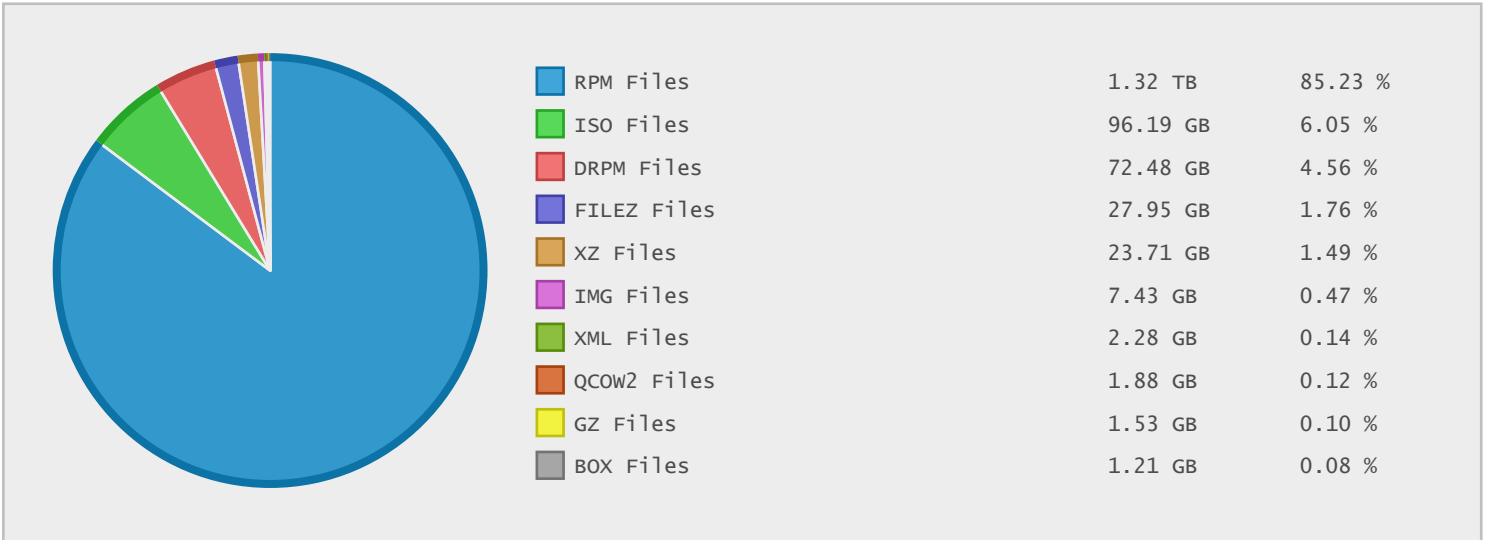 RPM Files 1.32 TB 85.23 %
ISO Files 96.19 GB 6.05 %
DRPM Files 72.48 GB 4.56 %
FILEZ Files 27.95 GB 1.76 %
XZ Files 23.71 GB 1.49 %
IMG Files 7.43 GB 0.47 %
XML Files 2.28 GB 0.14 %
QCOW2 Files 1.88 GB 0.12 %
GZ Files 1.53 GB 0.10 %
BOX Files 1.21 GB 0.08 %